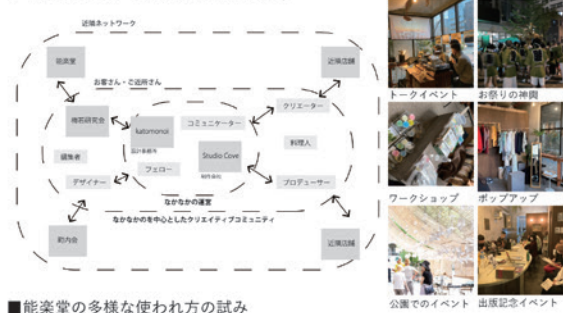 近隣ネットワーク
能楽堂
近隣店舗
お客さん・ご近所さん
クリエーター
微若研究会
コミュニケーター
katomonoi
設計事務所
料理人
編集者
Studio Cove
制作会社
フェロー
デザイナー
プロデューサー
なかなかの運営
なかなかのを中心としたクリエイティブコミュニティ
町内会
近隣店舗
トークイベント
お祭りの神輿
ワークショップ
ポップアップ
公園でのイベント
出版記念イベント
■能楽堂の多様な使われ方の試み